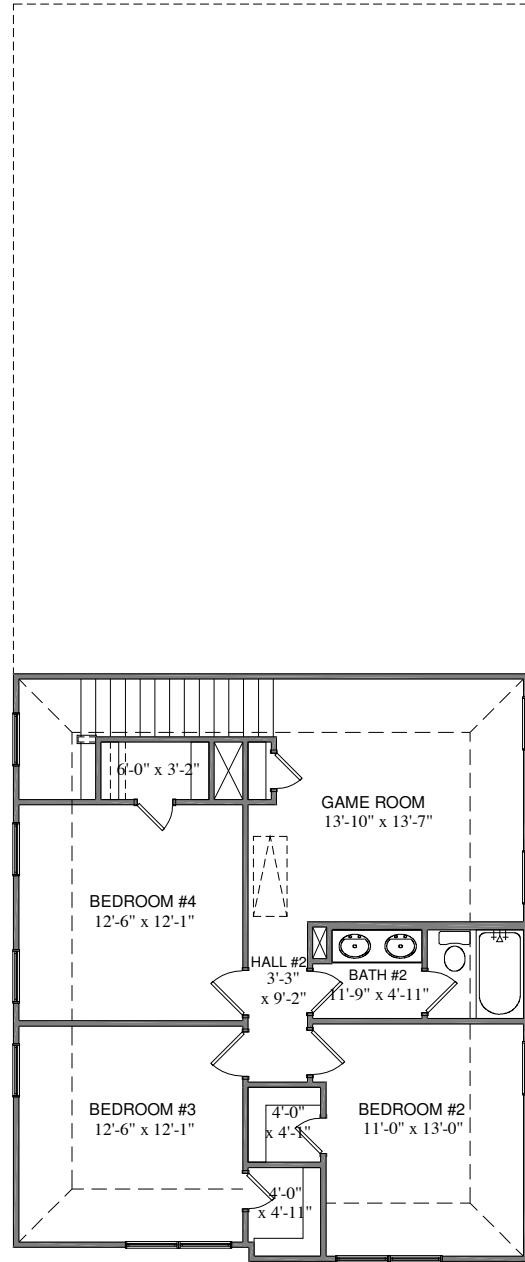 6'-0" x 3'-2"
GAME ROOM
13'-10" x 13'-7"
BEDROOM #4
12'-6" x 12'-1"
HALL #2
3'-3"
x 9'-2"
BATH #2
11'-9" x 4'-11"
BEDROOM #3
12'-6" x 12'-1"
4'-0"
x 4'-1"
BEDROOM #2
11'-0" x 13'-0"
4'-0"
x 4'-11"